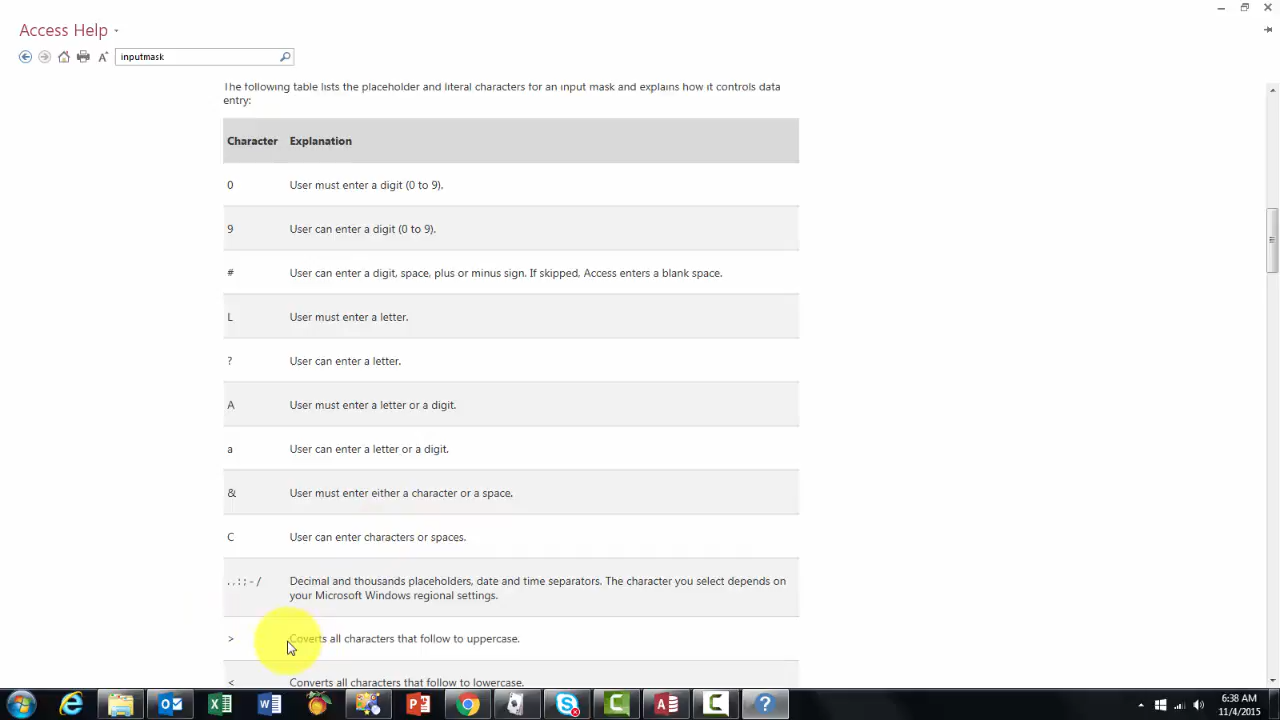 Access Help
inputmask
The following table lists the placeholder and literal characters for an input mask and explains how it controls data
entry:
Character Explanation
0 User must enter a digit (0 to 9).
9 User can enter a digit (0 to 9).
# User can enter a digit, space, plus or minus sign. If skipped, Access enters a blank space.
L User must enter a letter.
? User can enter a letter.
A User must enter a letter or a digit.
a User can enter a letter or a digit.
& User must enter either a character or a space.
C User can enter characters or spaces.
. , : ; - / Decimal and thousands placeholders, date and time separators. The character you select depends on
your Microsoft Windows regional settings.
> Coverts all characters that follow to uppercase.
< Converts all characters that follow to lowercase.
6:38 AM
11/4/2015